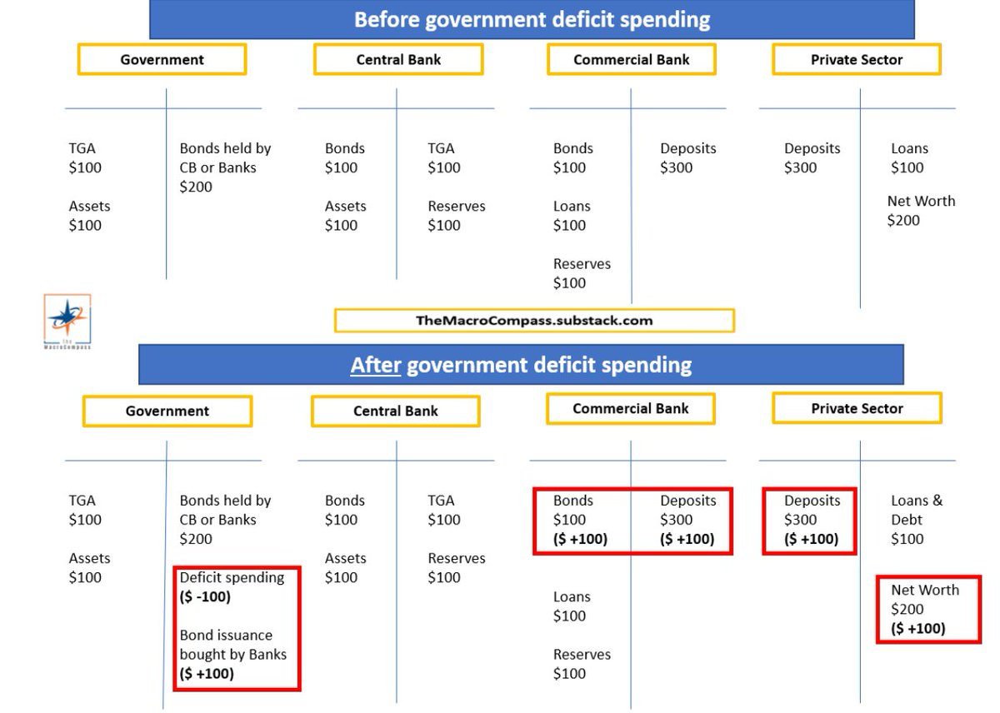 Before government deficit spending
Government
Central Bank
Commercial Bank
Private Sector
TGA
$100
Assets
$100
Bonds held by
CB or Banks
$200
Bonds
$100
Assets
$100
TGA
$100
Reserves
$100
Bonds
$100
Loans
$100
Reserves
$100
Deposits
$300
Deposits
$300
Loans
$100
Net Worth
$200
The
MacroCompass
TheMacroCompass.substack.com
After government deficit spending
Government
Central Bank
Commercial Bank
Private Sector
TGA
$100
Assets
$100
Bonds held by
CB or Banks
$200
Deficit spending
($ -100)
Bond issuance
bought by Banks
($ +100)
Bonds
$100
Assets
$100
TGA
$100
Reserves
$100
Bonds
$100
($ +100)
Loans
$100
Reserves
$100
Deposits
$300
($ +100)
Deposits
$300
($ +100)
Loans &
Debt
$100
Net Worth
$200
($ +100)